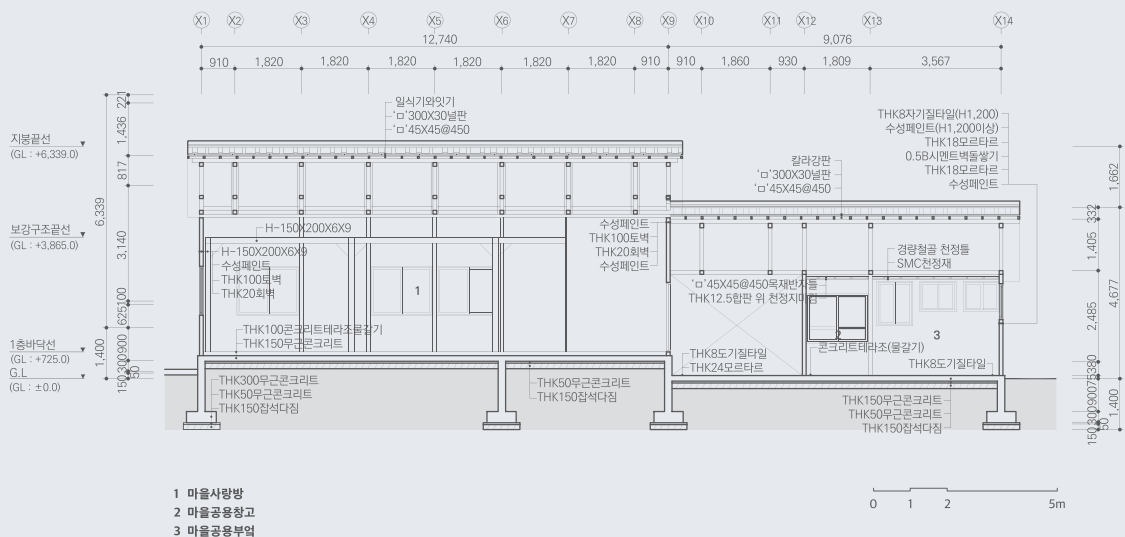 X1 X2 X3 X4 X5 X6 X7 X8 X9 X10 X11 X12 X13 X14
12,740 9,076
910 1,820 1,820 1,820 1,820 1,820 1,820 910 910 1,860 930 1,809 3,567
일식기와잇기
'ㅁ'300X30널판
'ㅁ'45X45@450
THK8자기질타일(H1,200)
수성페인트(H1,200이상)
THK18모르타르
0.5B시멘트벽돌쌓기
THK18모르타르
수성페인트
칼라강판
'ㅁ'300X30널판
'ㅁ'45X45@450
지붕끝선
(GL : +6,339.0)
보강구조끝선
(GL : +3,865.0)
1층바닥선
(GL : +725.0)
G.L
(GL : ±0.0)
221
1,436
817
6,339
3,140
100
625
900
300
150
50
1,400
H-150X200X6X9
H-150X200X6X9
수성페인트
THK100토벽
THK20회벽
수성페인트
THK100토벽
THK20회벽
수성페인트
경량철골 천정틀
SMC천정재
'ㅁ'45X45@450목재반자틀
THK12.5합판 위 천정지마감
1
2
3
THK100콘크리트테라조물갈기
THK150무근콘크리트
콘크리트테라조(물갈기)
THK8도기질타일
THK24모르타르
THK8도기질타일
THK300무근콘크리트
THK50무근콘크리트
THK150잡석다짐
THK50무근콘크리트
THK150잡석다짐
THK150무근콘크리트
THK50무근콘크리트
THK150잡석다짐
1,662
332
1,405
4,677
2,485
380
75
900
300
150
50
1,400
1 마을사랑방
2 마을공용창고
3 마을공용부엌
0 1 2 5m